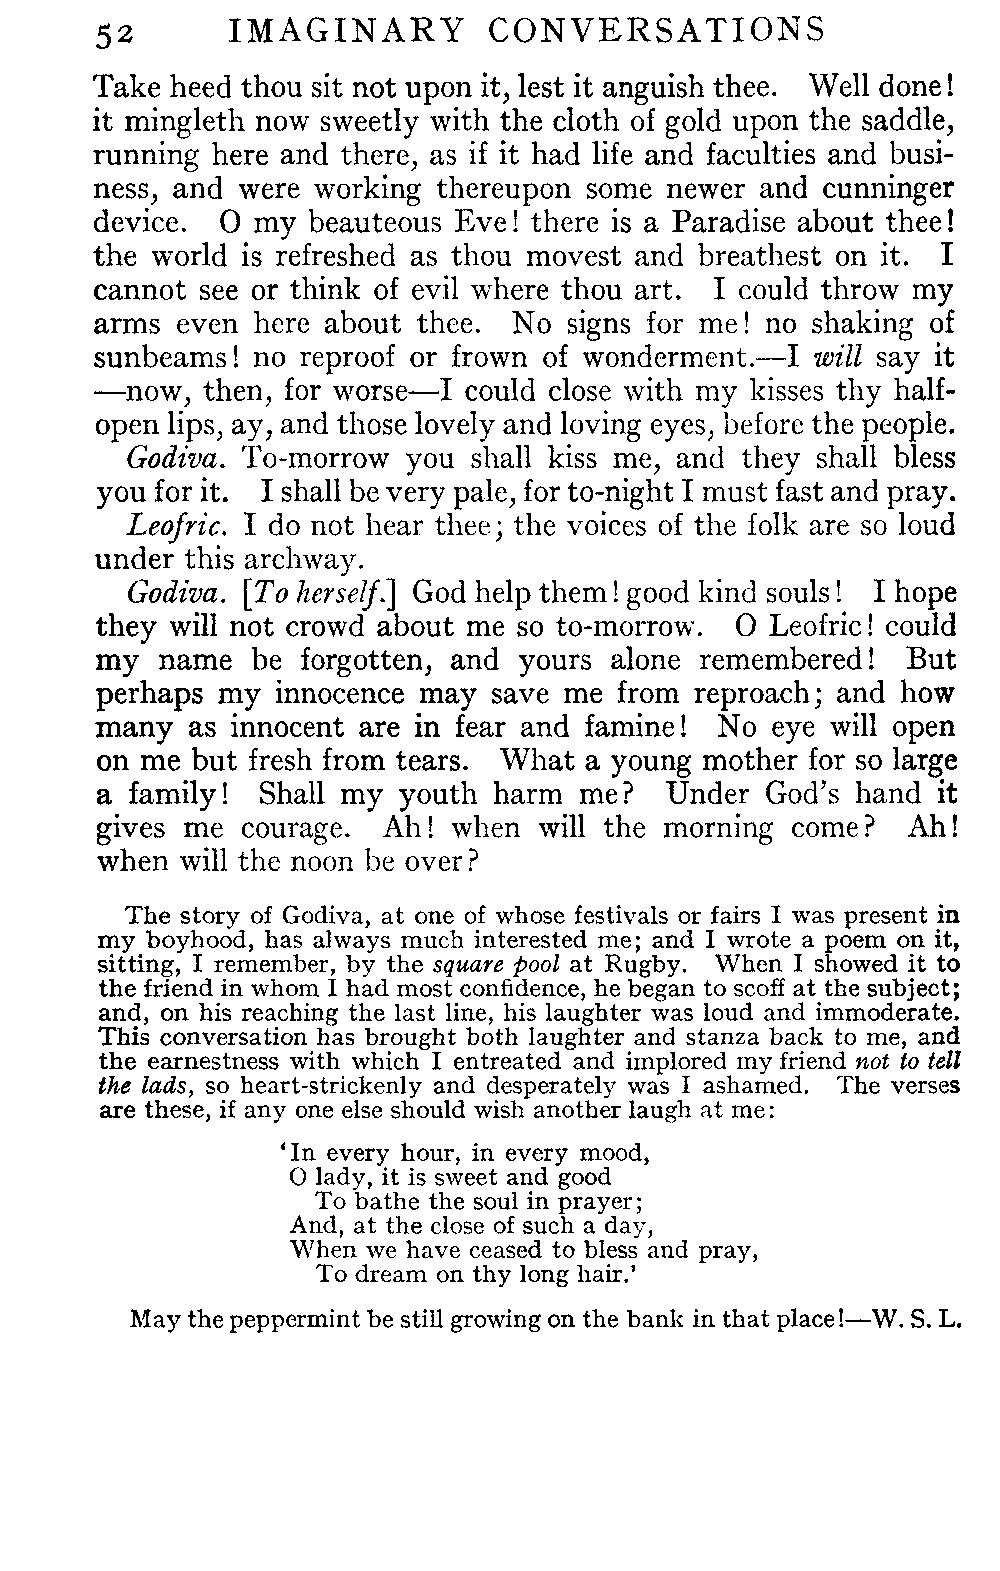 52 IMAGINARY CONVERSATIONS
Take heed thou sit not upon it, lest it anguish thee. Well done!
it mingleth now sweetly with the cloth of gold upon the saddle,
running here and there, as if it had life and faculties and busi-
ness, and were working thereupon some newer and cunninger
device. O my beauteous Eve! there is a Paradise about thee!
the world is refreshed as thou movest and breathest on it. I
cannot see or think of evil where thou art. I could throw my
arms even here about thee. No signs for me! no shaking of
sunbeams! no reproof or frown of wonderment.—I will say it
—now, then, for worse—I could close with my kisses thy half-
open lips, ay, and those lovely and loving eyes, before the people.
Godiva. To-morrow you shall kiss me, and they shall bless
you for it. I shall be very pale, for to-night I must fast and pray.
Leofric. I do not hear thee; the voices of the folk are so loud
under this archway.
Godiva. [To herself.] God help them! good kind souls! I hope
they will not crowd about me so to-morrow. O Leofric! could
my name be forgotten, and yours alone remembered! But
perhaps my innocence may save me from reproach; and how
many as innocent are in fear and famine! No eye will open
on me but fresh from tears. What a young mother for so large
a family! Shall my youth harm me? Under God's hand it
gives me courage. Ah! when will the morning come? Ah!
when will the noon be over?
The story of Godiva, at one of whose festivals or fairs I was present in
my boyhood, has always much interested me; and I wrote a poem on it,
sitting, I remember, by the square pool at Rugby. When I showed it to
the friend in whom I had most confidence, he began to scoff at the subject;
and, on his reaching the last line, his laughter was loud and immoderate.
This conversation has brought both laughter and stanza back to me, and
the earnestness with which I entreated and implored my friend not to tell
the lads, so heart-strickenly and desperately was I ashamed. The verses
are these, if any one else should wish another laugh at me:
'In every hour, in every mood,
O lady, it is sweet and good
To bathe the soul in prayer;
And, at the close of such a day,
When we have ceased to bless and pray,
To dream on thy long hair.'
May the peppermint be still growing on the bank in that place!—W. S. L.